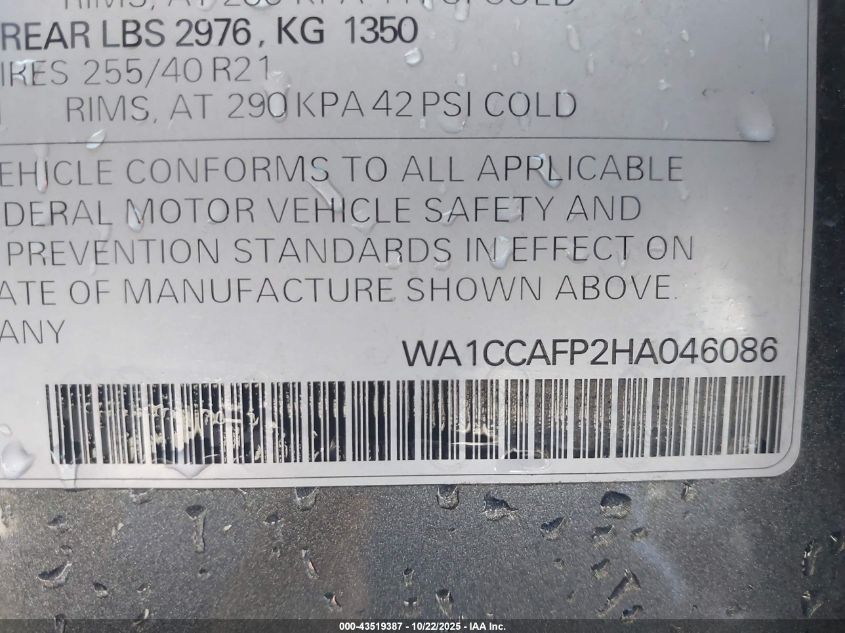 REAR LBS 2976, KG 1350
255/40 R21
RIMS, AT 290 KPA 42 PSI COLD
EHICLE CONFORMS TO ALL APPLICABLE
DERAL MOTOR VEHICLE SAFETY AND
PREVENTION STANDARDS IN EFFECT ON
ATE OF MANUFACTURE SHOWN ABOVE.
ANY
WA1CCAFP2HA046086
000-43519387 - 10/22/2025 - IAA Inc.